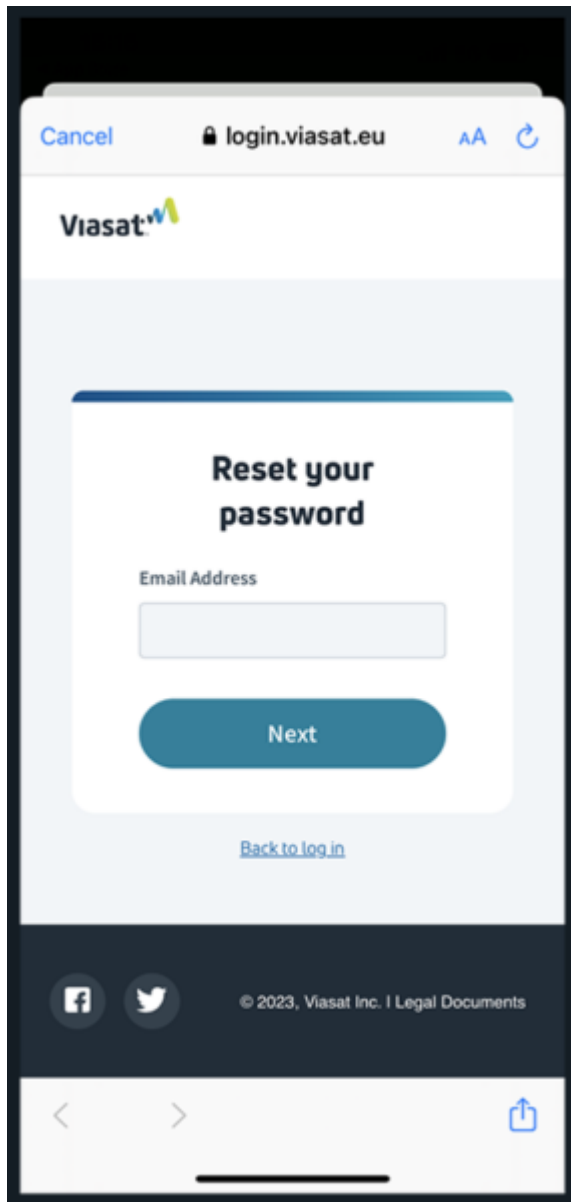 Cancel login.viasat.eu AA
Viasat
Reset your
password
Email Address
Next
Back to log in
© 2023, Viasat Inc. | Legal Documents